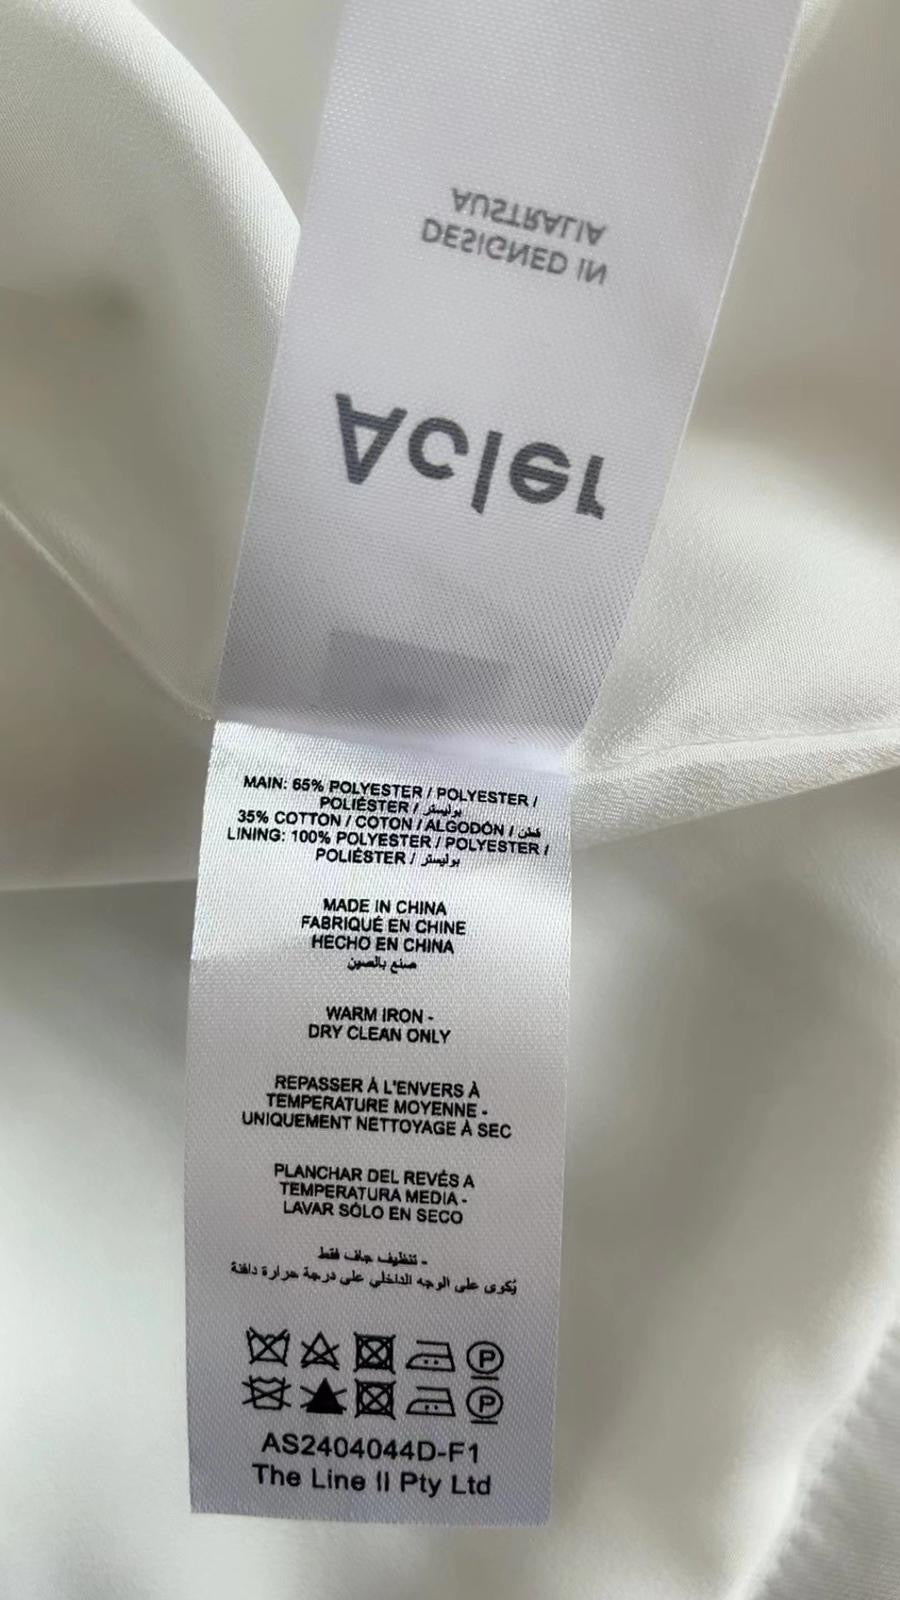 Acler
DESIGNED IN
AUSTRALIA
MAIN: 65% POLYESTER / POLYESTER /
POLIÉSTER / بوليستر
35% COTTON / COTON / ALGODÓN / قطن
LINING: 100% POLYESTER / POLYESTER /
POLIÉSTER / بوليستر
MADE IN CHINA
FABRIQUÉ EN CHINE
HECHO EN CHINA
صنع بالصين
WARM IRON -
DRY CLEAN ONLY
REPASSER À L'ENVERS À
TEMPERATURE MOYENNE -
UNIQUEMENT NETTOYAGE À SEC
PLANCHAR DEL REVÉS A
TEMPERATURA MEDIA -
LAVAR SÓLO EN SECO
- تنظيف جاف فقط
يُكوى على الوجه الداخلي على درجة حرارة دافئة
P
P
AS2404044D-F1
The Line II Pty Ltd